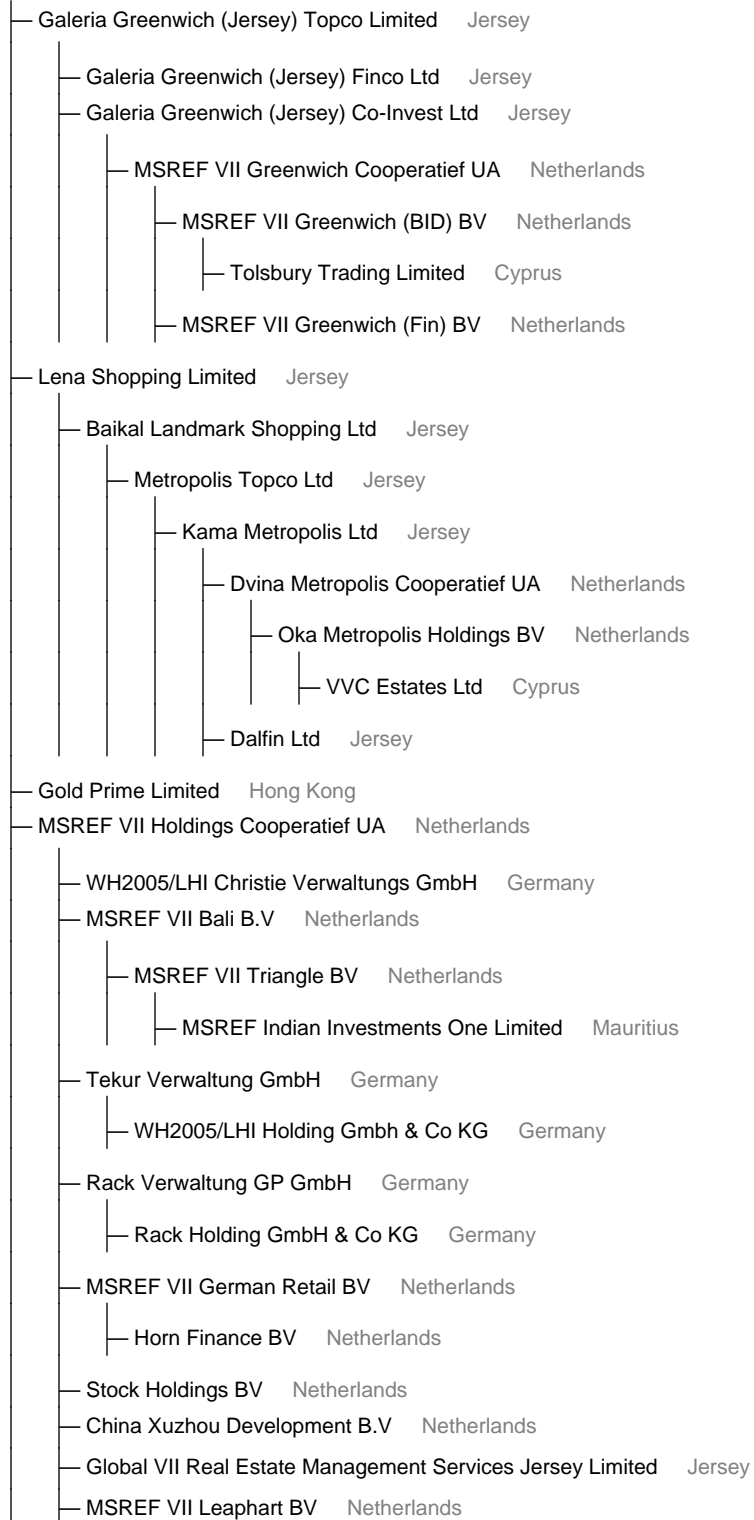 Galeria Greenwich (Jersey) Topco Limited Jersey
Galeria Greenwich (Jersey) Finco Ltd Jersey
Galeria Greenwich (Jersey) Co-Invest Ltd Jersey
MSREF VII Greenwich Cooperatief UA Netherlands
MSREF VII Greenwich (BID) BV Netherlands
Tolsbury Trading Limited Cyprus
MSREF VII Greenwich (Fin) BV Netherlands
Lena Shopping Limited Jersey
Baikal Landmark Shopping Ltd Jersey
Metropolis Topco Ltd Jersey
Kama Metropolis Ltd Jersey
Dvina Metropolis Cooperatief UA Netherlands
Oka Metropolis Holdings BV Netherlands
VVC Estates Ltd Cyprus
Dalfin Ltd Jersey
Gold Prime Limited Hong Kong
MSREF VII Holdings Cooperatief UA Netherlands
WH2005/LHI Christie Verwaltungs GmbH Germany
MSREF VII Bali B.V Netherlands
MSREF VII Triangle BV Netherlands
MSREF Indian Investments One Limited Mauritius
Tekur Verwaltung GmbH Germany
WH2005/LHI Holding Gmbh & Co KG Germany
Rack Verwaltung GP GmbH Germany
Rack Holding GmbH & Co KG Germany
MSREF VII German Retail BV Netherlands
Horn Finance BV Netherlands
Stock Holdings BV Netherlands
China Xuzhou Development B.V Netherlands
Global VII Real Estate Management Services Jersey Limited Jersey
MSREF VII Leaphart BV Netherlands